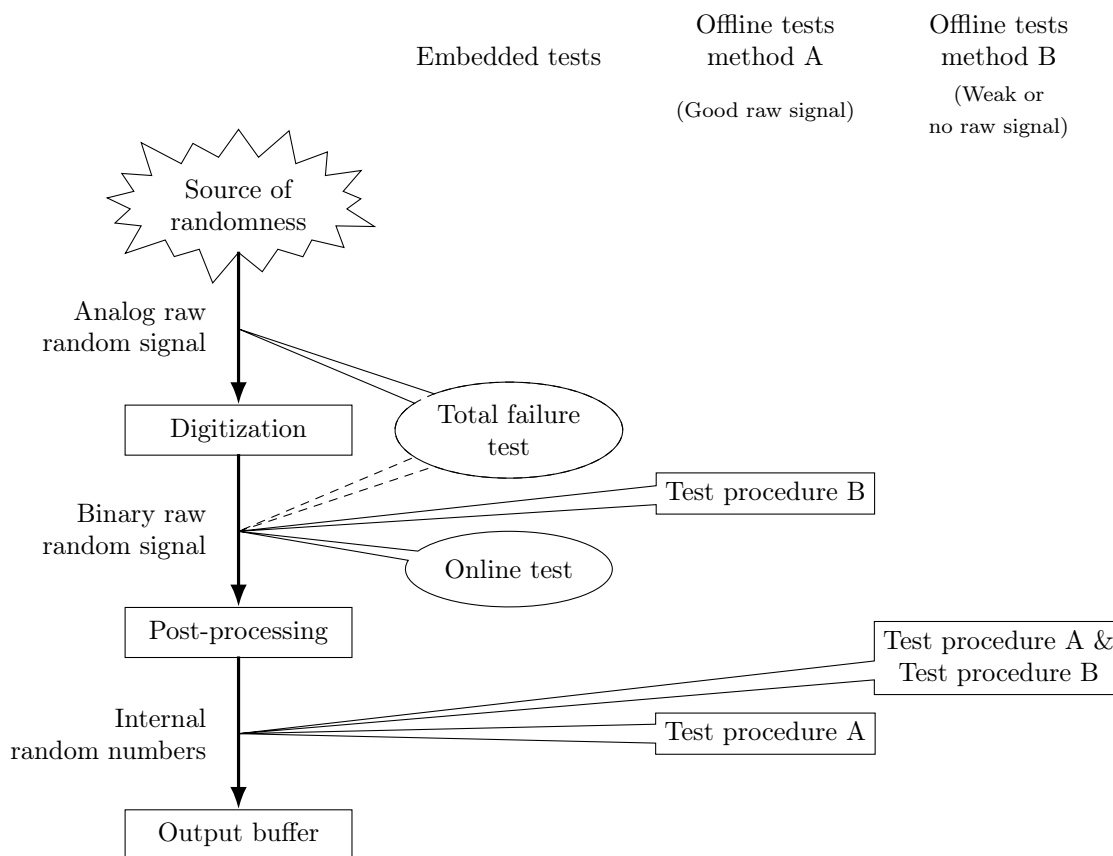 Embedded tests
Offline tests
method A
(Good raw signal)
Offline tests
method B
(Weak or
no raw signal)
Source of
randomness
Analog raw
random signal
Digitization
Total failure
test
Test procedure B
Binary raw
random signal
Online test
Post-processing
Test procedure A &
Test procedure B
Internal
random numbers
Test procedure A
Output buffer